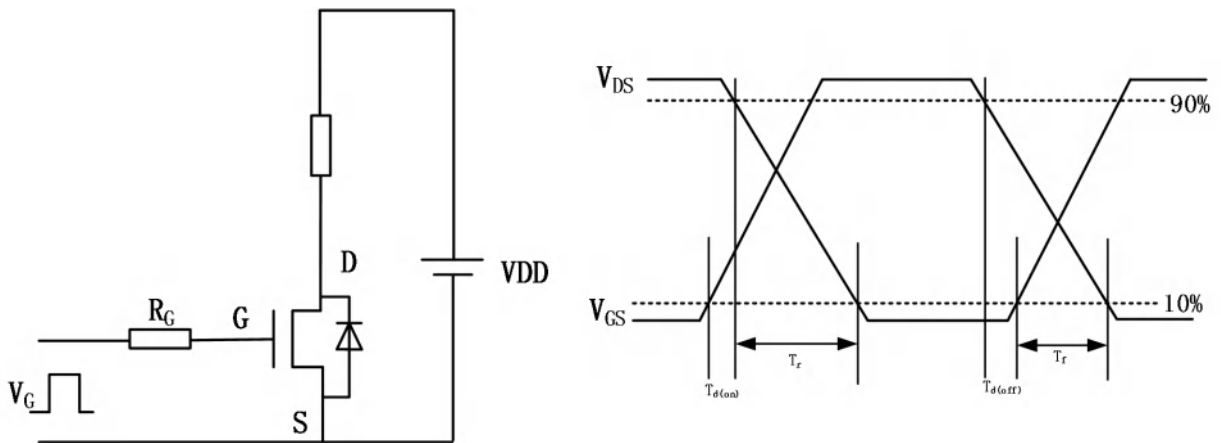 R_G
G
D
S
V_G
VDD
V_DS
90%
V_GS
10%
T_d(on)
T_r
T_d(off)
T_f